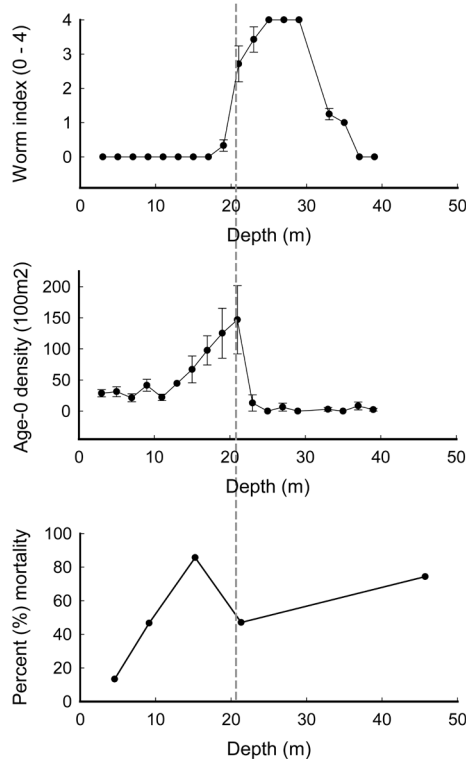 Worm index (0 - 4)
4
3
2
1
0
0 10 20 30 40 50
Depth (m)
Age-0 density (100m2)
200
150
100
50
0
0 10 20 30 40 50
Depth (m)
Percent (%) mortality
100
80
60
40
20
0
0 10 20 30 40 50
Depth (m)